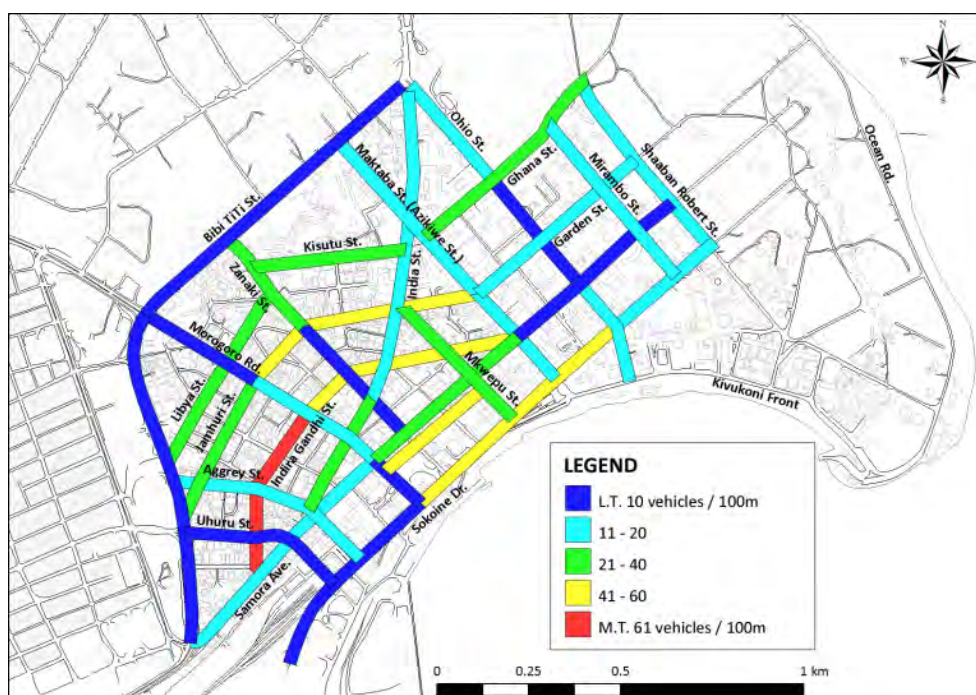 N
W
E
S
Ohio St.
Ghana St.
Maktaba St. (Azikiwe St.)
Mirambo St.
Shaaban Robert St.
Ocean Rd.
Bibi TiTi St.
Garden St.
Kisutu St.
India St.
Zanaki St.
Morogoro Rd.
Mkwepu St.
Kivukoni Front
Libya St.
Jamhuri St.
Indira Gandhi St.
Aggrey St.
Sokoine Dr.
Uhuru St.
Samora Ave.
LEGEND
L.T. 10 vehicles / 100m
11 - 20
21 - 40
41 - 60
M.T. 61 vehicles / 100m
0 0.25 0.5 1 km